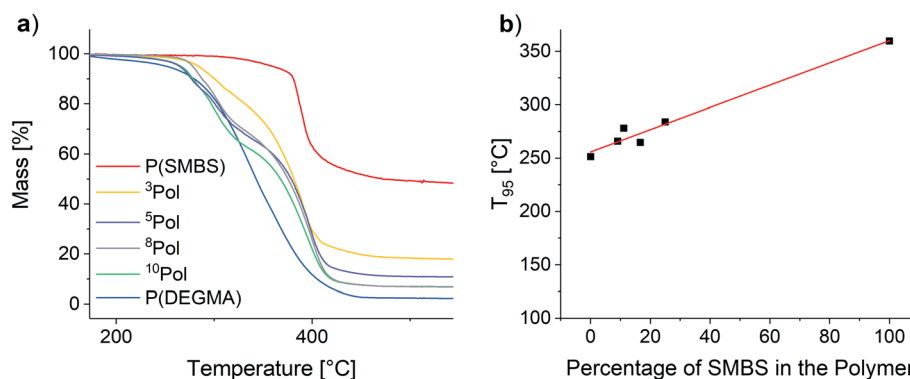 a)
100
80
60
40
20
0
Mass [%]
P(SMBS)
³Pol
⁵Pol
⁸Pol
¹⁰Pol
P(DEGMA)
200
400
Temperature [°C]
b)
350
300
250
200
150
100
T₉₅ [°C]
0
20
40
60
80
100
Percentage of SMBS in the Polymer